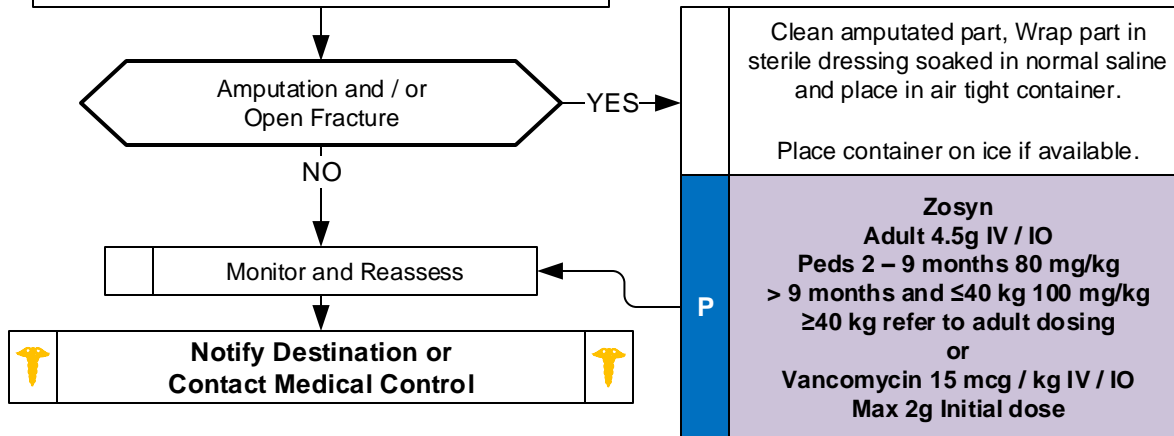 Amputation and / or
Open Fracture
YES
NO
Clean amputated part, Wrap part in
sterile dressing soaked in normal saline
and place in air tight container.
Place container on ice if available.
P
Zosyn
Adult 4.5g IV / IO
Peds 2 – 9 months 80 mg/kg
> 9 months and ≤40 kg 100 mg/kg
≥40 kg refer to adult dosing
or
Vancomycin 15 mcg / kg IV / IO
Max 2g Initial dose
Monitor and Reassess
Notify Destination or
Contact Medical Control